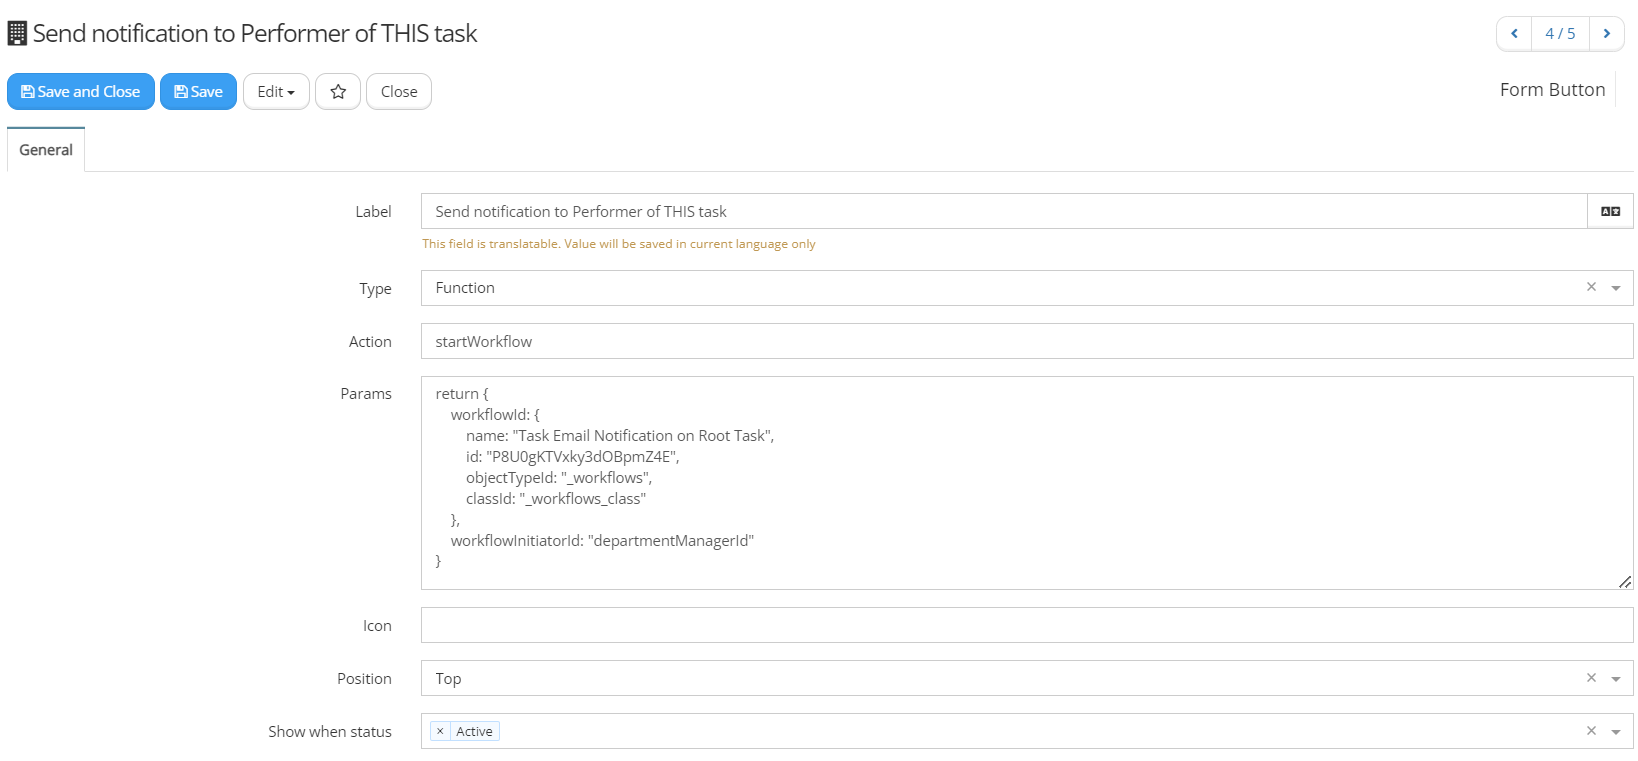 Send notification to Performer of THIS task
4 / 5
Save and Close
Save
Edit
Close
Form Button
General
Label
Send notification to Performer of THIS task
This field is translatable. Value will be saved in current language only
Type
Function
Action
startWorkflow
Params
return {
workflowId: {
name: "Task Email Notification on Root Task",
id: "P8U0gKTVxky3dOBpmZ4E",
objectTypeId: "_workflows",
classId: "_workflows_class"
},
workflowInitiatorId: "departmentManagerId"
}
Icon
Position
Top
Show when status
× Active